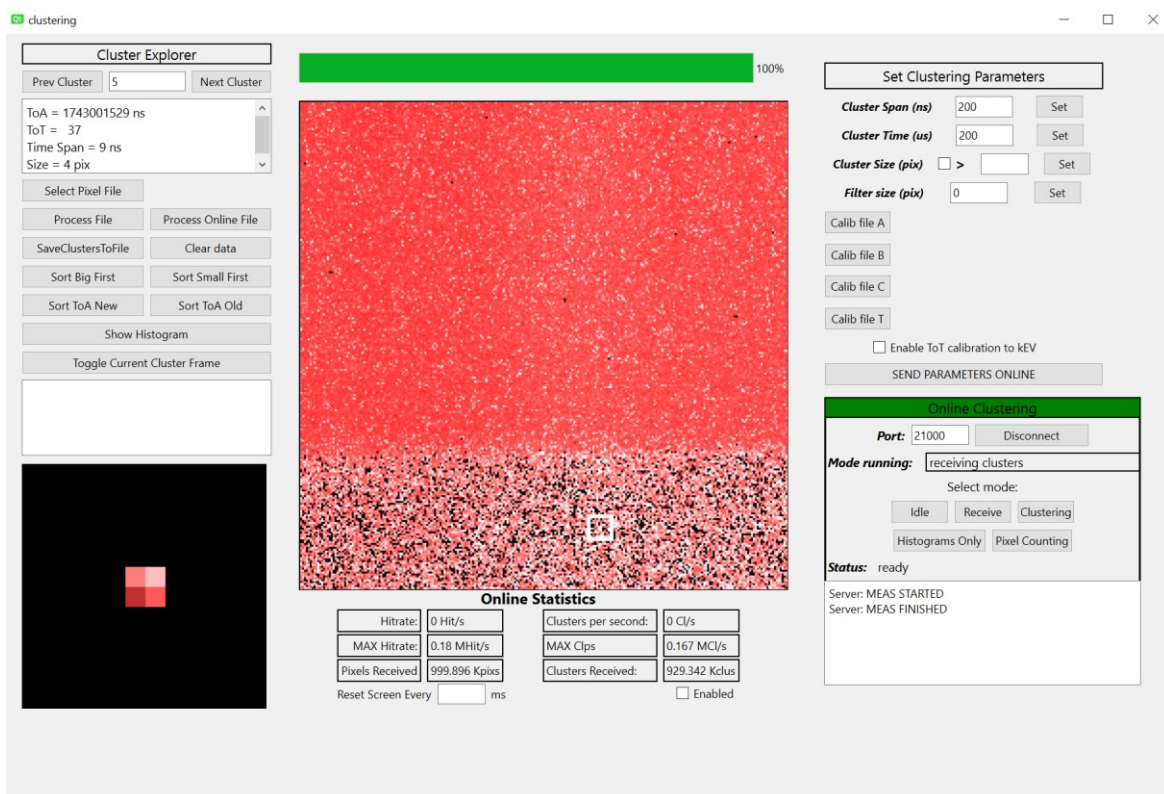 clustering
Cluster Explorer
Prev Cluster 5 Next Cluster
ToA = 1743001529 ns
ToT = 37
Time Span = 9 ns
Size = 4 pix
Select Pixel File
Process File Process Online File
SaveClustersToFile Clear data
Sort Big First Sort Small First
Sort ToA New Sort ToA Old
Show Histogram
Toggle Current Cluster Frame
100%
Online Statistics
Hitrate: 0 Hit/s Clusters per second: 0 Cl/s
MAX Hitrate: 0.18 MHit/s MAX Clps 0.167 MCl/s
Pixels Received 999.896 Kpixs Clusters Received: 929.342 Kclus
Reset Screen Every ms Enabled
Set Clustering Parameters
Cluster Span (ns) 200 Set
Cluster Time (us) 200 Set
Cluster Size (pix) > Set
Filter size (pix) 0 Set
Calib file A
Calib file B
Calib file C
Calib file T
Enable ToT calibration to kEV
SEND PARAMETERS ONLINE
Online Clustering
Port: 21000 Disconnect
Mode running: receiving clusters
Select mode:
Idle Receive Clustering
Histograms Only Pixel Counting
Status: ready
Server: MEAS STARTED
Server: MEAS FINISHED